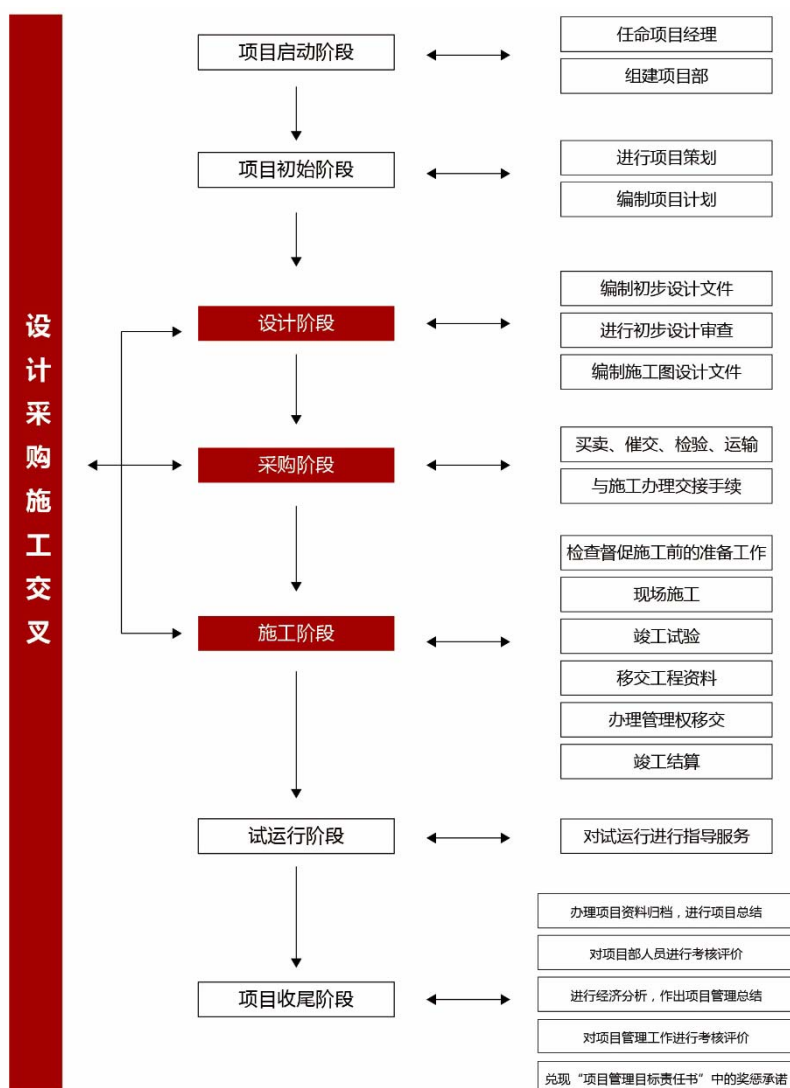 设计采购施工交叉
项目启动阶段
任命项目经理
组建项目部
项目初始阶段
进行项目策划
编制项目计划
设计阶段
编制初步设计文件
进行初步设计审查
编制施工图设计文件
采购阶段
买卖、催交、检验、运输
与施工办理交接手续
施工阶段
检查督促施工前的准备工作
现场施工
竣工试验
移交工程资料
办理管理权移交
竣工结算
试运行阶段
对试运行进行指导服务
项目收尾阶段
办理项目资料归档，进行项目总结
对项目部人员进行考核评价
进行经济分析，作出项目管理总结
对项目管理工作进行考核评价
兑现“项目管理目标责任书”中的奖惩承诺